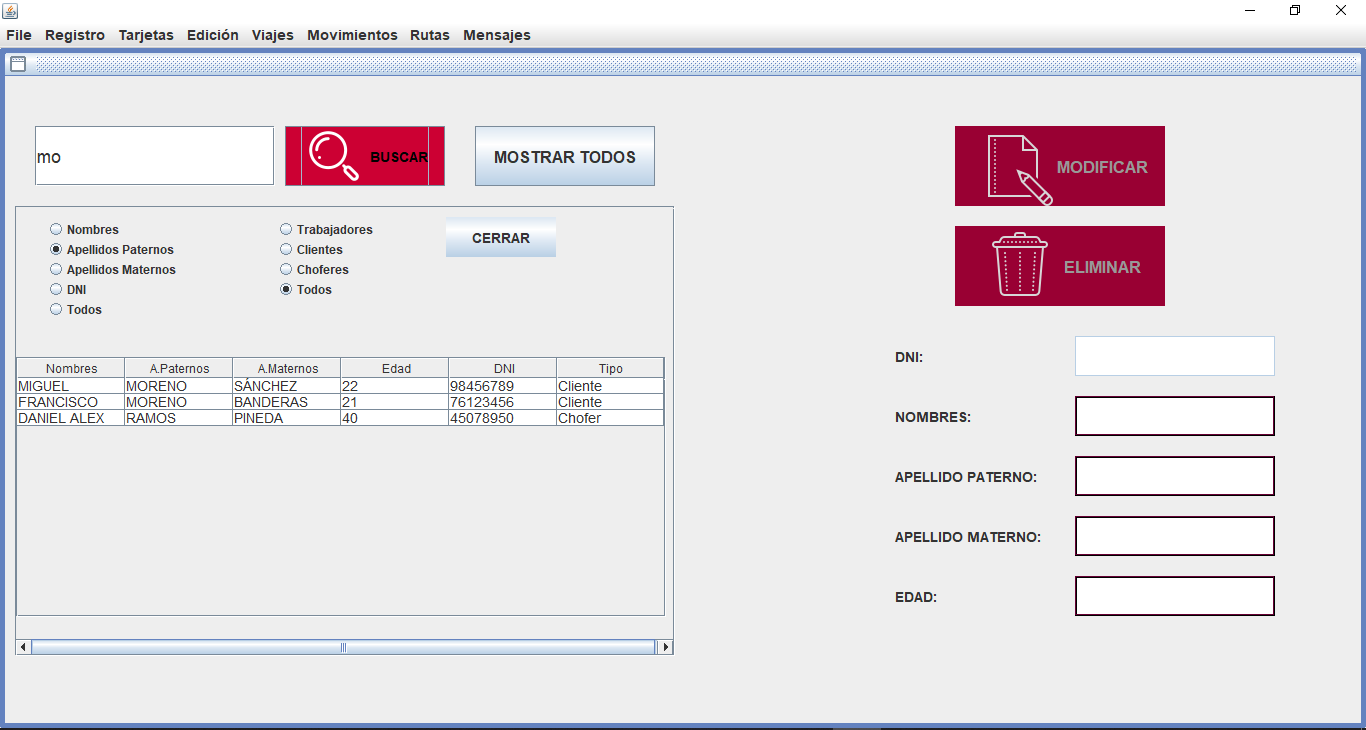 File Registro Tarjetas Edición Viajes Movimientos Rutas Mensajes
mo
BUSCAR
MOSTRAR TODOS
Nombres
Apellidos Paternos
Apellidos Maternos
DNI
Todos
Trabajadores
Clientes
Choferes
Todos
CERRAR
Nombres A.Paternos A.Maternos Edad DNI Tipo
MIGUEL MORENO SÁNCHEZ 22 98456789 Cliente
FRANCISCO MORENO BANDERAS 21 76123456 Cliente
DANIEL ALEX RAMOS PINEDA 40 45078950 Chofer
MODIFICAR
ELIMINAR
DNI:
NOMBRES:
APELLIDO PATERNO:
APELLIDO MATERNO:
EDAD: